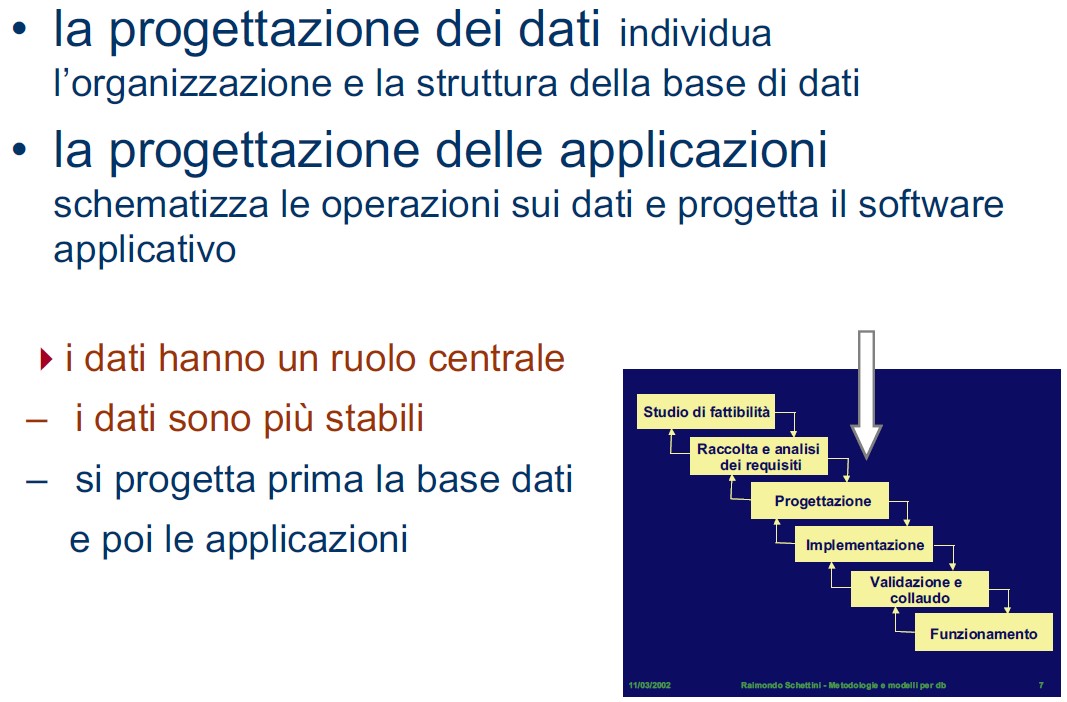 • la progettazione dei dati individua
l’organizzazione e la struttura della base di dati
• la progettazione delle applicazioni
schematizza le operazioni sui dati e progetta il software
applicativo
i dati hanno un ruolo centrale
– i dati sono più stabili
– si progetta prima la base dati
e poi le applicazioni
Studio di fattibilità
Raccolta e analisi
dei requisiti
Progettazione
Implementazione
Validazione e
collaudo
Funzionamento
11/03/2002 Raimondo Schettini - Metodologie e modelli per db 7